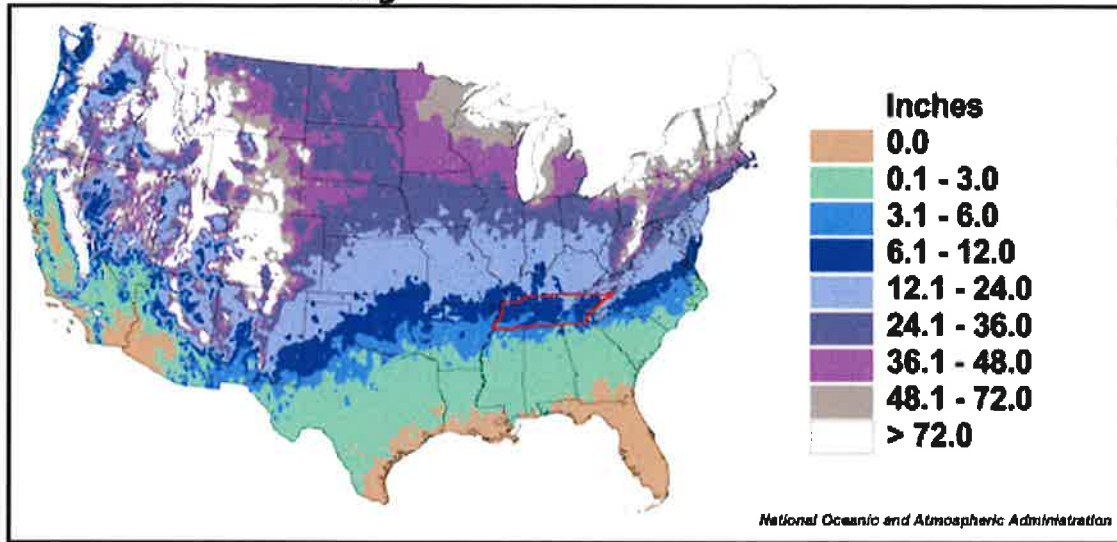 Inches
0.0
0.1 - 3.0
3.1 - 6.0
6.1 - 12.0
12.1 - 24.0
24.1 - 36.0
36.1 - 48.0
48.1 - 72.0
> 72.0
National Oceanic and Atmospheric Administration